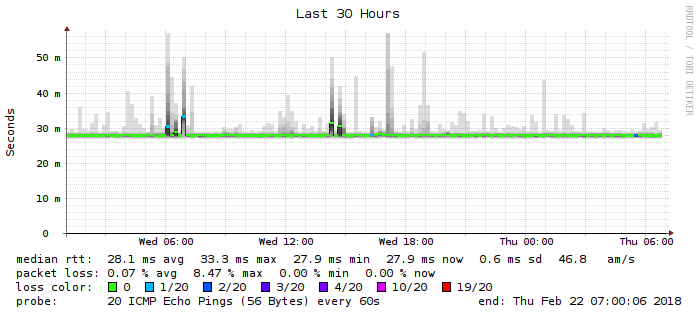 Last 30 Hours
RRDTOOL / TOBI OETIKER
Seconds
50 m
40 m
30 m
20 m
10 m
0
Wed 06:00 Wed 12:00 Wed 18:00 Thu 00:00 Thu 06:00
median rtt: 28.1 ms avg 33.3 ms max 27.9 ms min 27.9 ms now 0.6 ms sd 46.8 am/s
packet loss: 0.07 % avg 8.47 % max 0.00 % min 0.00 % now
loss color: 0 1/20 2/20 3/20 4/20 10/20 19/20
probe: 20 ICMP Echo Pings (56 Bytes) every 60s end: Thu Feb 22 07:00:06 2018